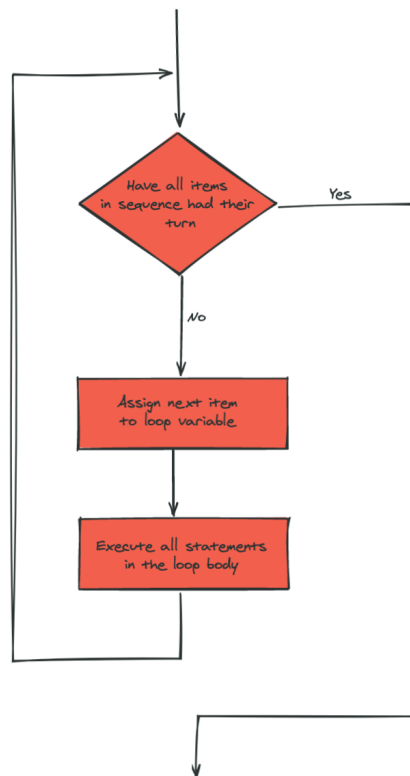 Have all items
in sequence had their
turn
Yes
No
Assign next item
to loop variable
Execute all statements
in the loop body